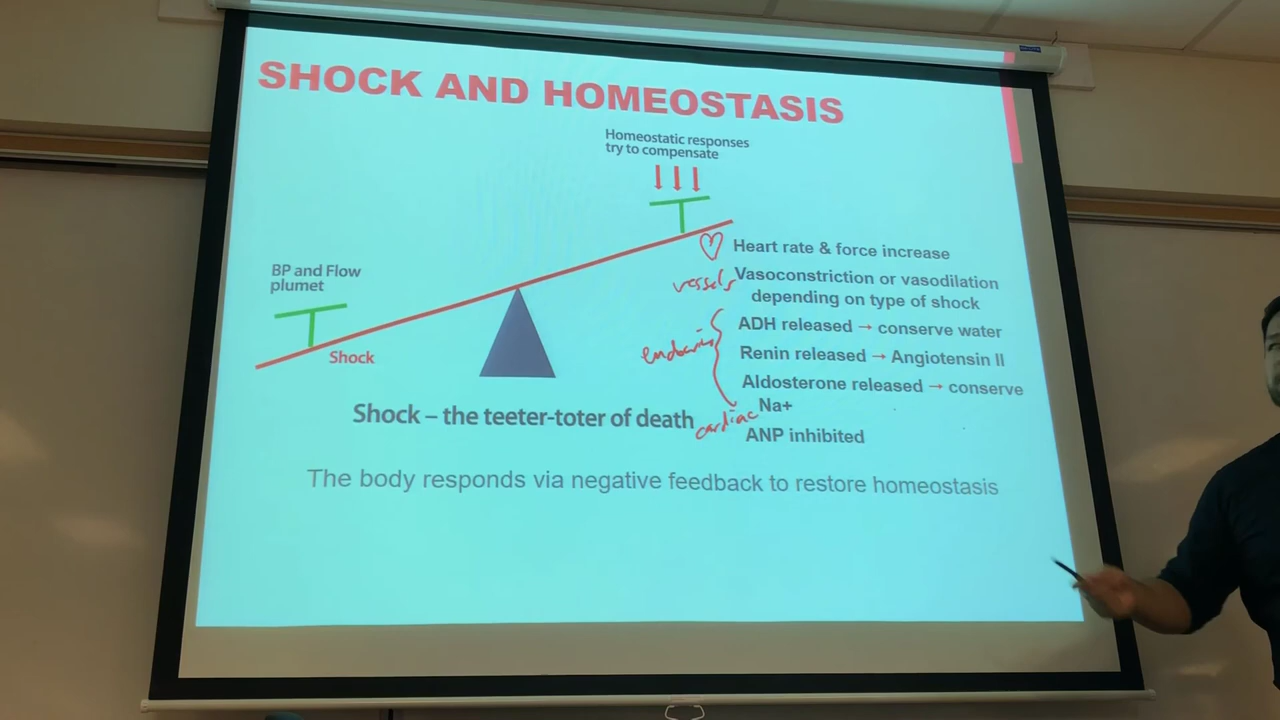 SHOCK AND HOMEOSTASIS
Homeostatic responses
try to compensate
BP and Flow
plumet
Shock
Heart rate & force increase
vessels
Vasoconstriction or vasodilation
depending on type of shock
ADH released → conserve water
endocrine
Renin released → Angiotensin II
Aldosterone released → conserve
Na+
cardiac
ANP inhibited
Shock – the teeter-toter of death
The body responds via negative feedback to restore homeostasis